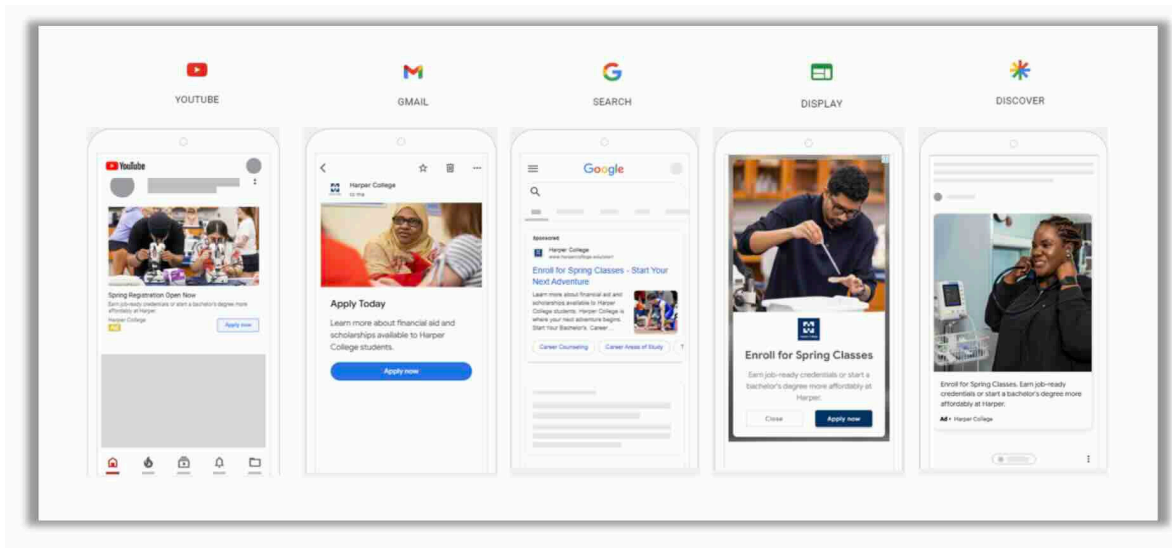 YOUTUBE
GMAIL
SEARCH
DISPLAY
DISCOVER
YouTube
Spring Registration Open Now
Earn job-ready credentials or start a bachelor's degree more
affordably at Harper.
Harper College
Ad
Apply now
Harper College
to me
Apply Today
Learn more about financial aid and
scholarships available to Harper
College students.
Apply now
Google
Sponsored
Harper College
Enroll for Spring Classes - Start Your
Next Adventure
Learn more about financial aid and
scholarships available to Harper
College students. Harper College is
where your next adventure begins.
Start Your Bachelor's. Career ...
Career Counseling
Career Areas of Study
Enroll for Spring Classes
Earn job-ready credentials or start a
bachelor's degree more affordably at
Harper.
Close
Apply now
Enroll for Spring Classes. Earn job-ready
credentials or start a bachelor's degree more
affordably at Harper.
Ad • Harper College